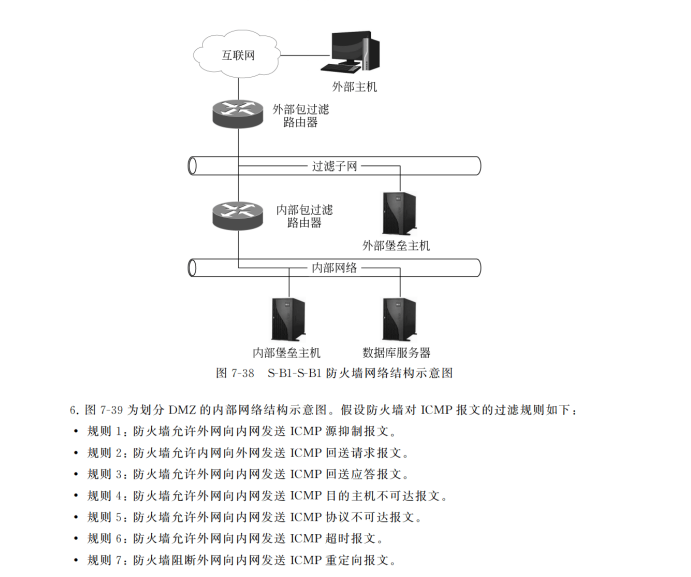 互联网
外部主机
外部包过滤
路由器
过滤子网
内部包过滤
路由器
外部堡垒主机
内部网络
内部堡垒主机
数据库服务器
图 7-38 S-B1-S-B1 防火墙网络结构示意图
6. 图 7-39 为划分 DMZ 的内部网络结构示意图。假设防火墙对 ICMP 报文的过滤规则如下:
• 规则 1:防火墙允许外网向内网发送 ICMP 源抑制报文。
• 规则 2:防火墙允许内网向外网发送 ICMP 回送请求报文。
• 规则 3:防火墙允许外网向内网发送 ICMP 回送应答报文。
• 规则 4:防火墙允许外网向内网发送 ICMP 目的主机不可达报文。
• 规则 5:防火墙允许外网向内网发送 ICMP 协议不可达报文。
• 规则 6:防火墙允许外网向内网发送 ICMP 超时报文。
• 规则 7:防火墙阻断外网向内网发送 ICMP 重定向报文。